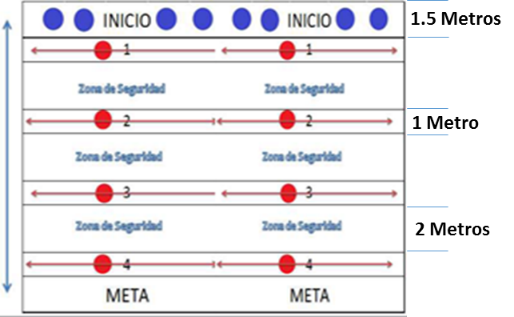 INICIO INICIO 1.5 Metros
1 1
Zona de Seguridad Zona de Seguridad
2 2 1 Metro
Zona de Seguridad Zona de Seguridad
3 3
Zona de Seguridad Zona de Seguridad 2 Metros
4 4
META META